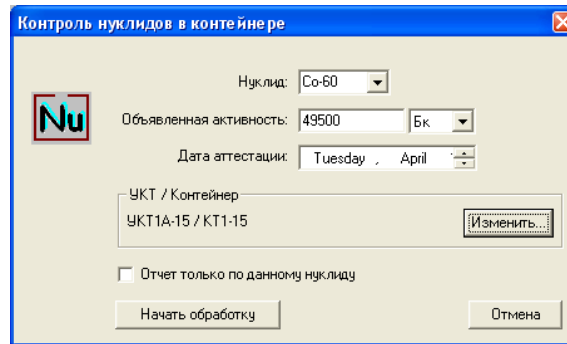 Контроль нуклидов в контейнере
Нуклид: Co-60
Nu
Объявленная активность: 49500 Бк
Дата аттестации: Tuesday , April
УКТ / Контейнер
УКТ1А-15 / КТ1-15 Изменить...
Отчет только по данному нуклиду
Начать обработку Отмена